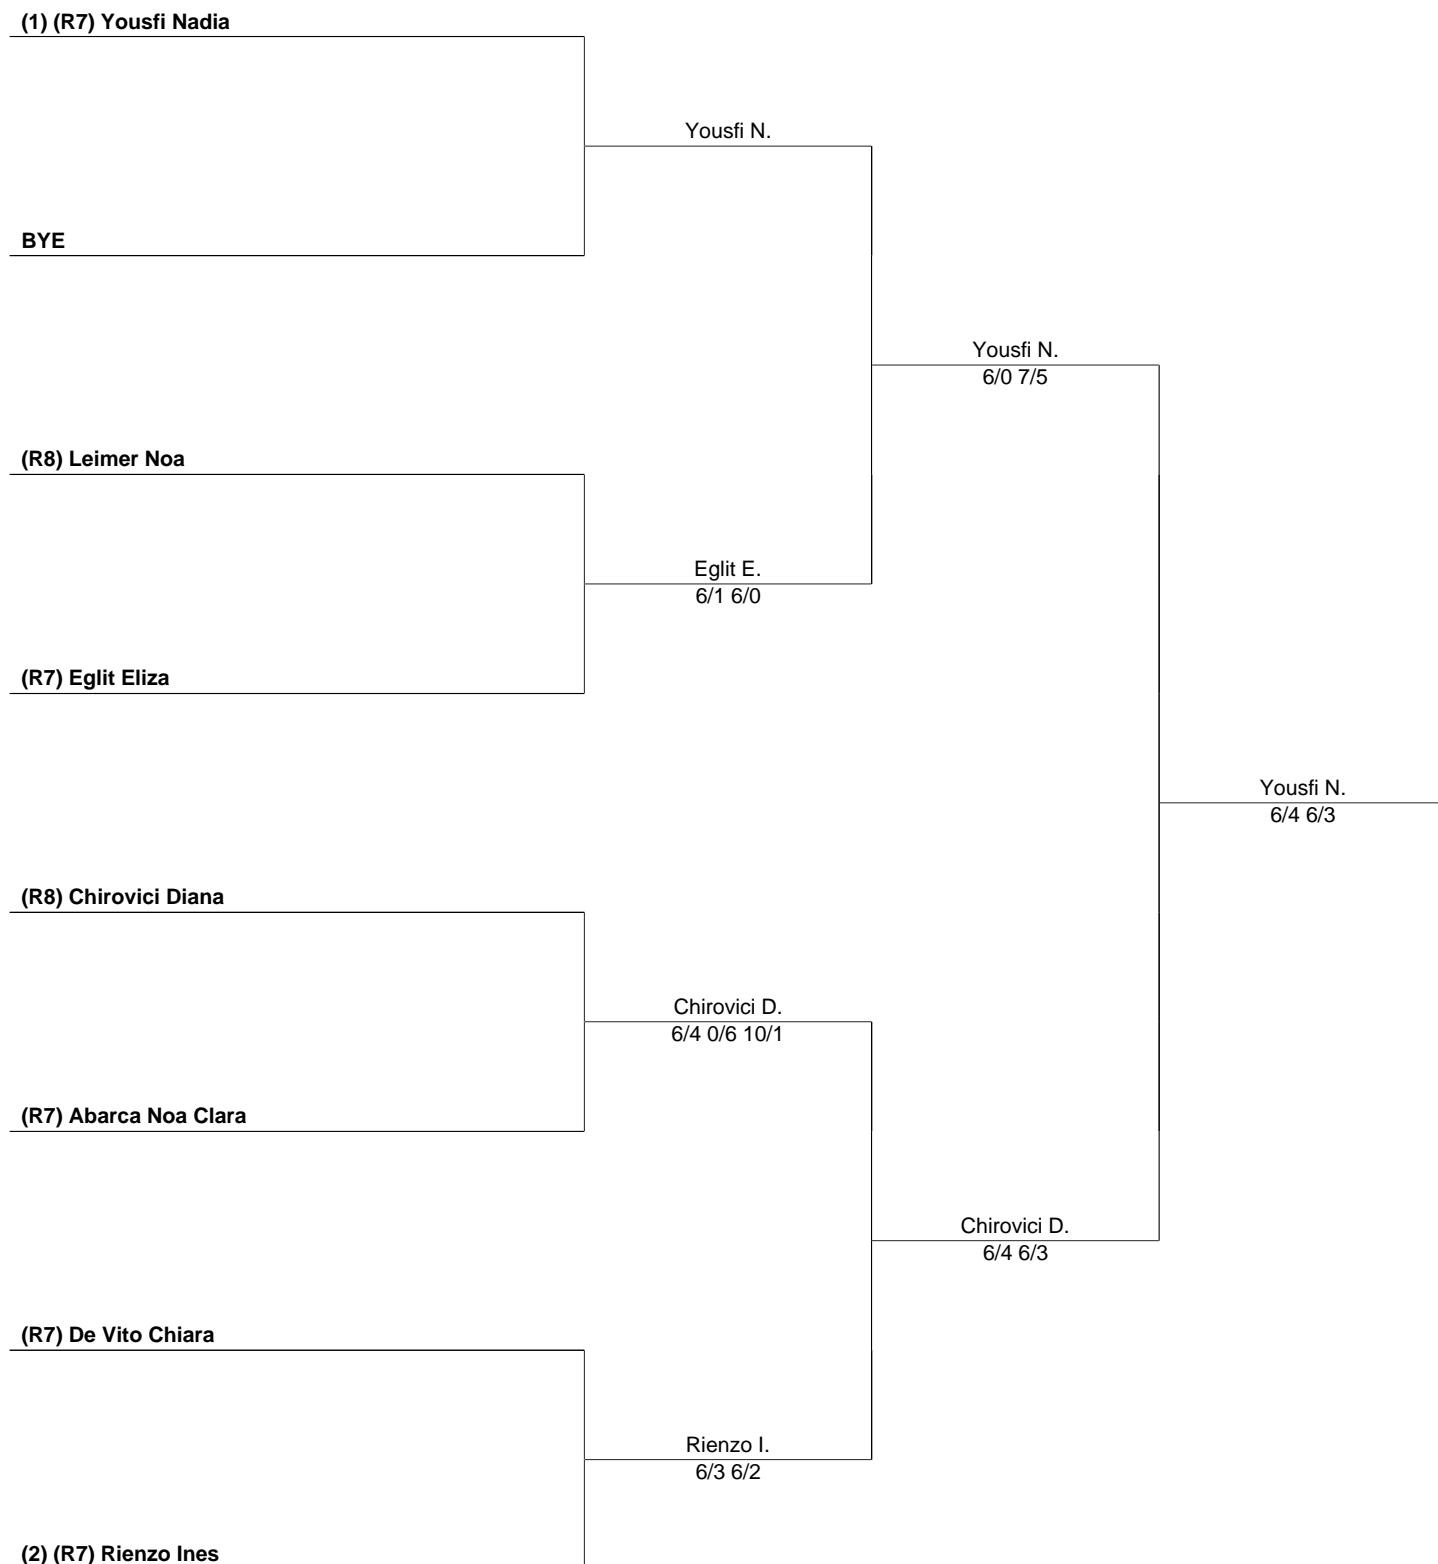 (1) (R7) Yousfi Nadia
Yousfi N.
BYE
Yousfi N.
6/0 7/5
(R8) Leimer Noa
Eglit E.
6/1 6/0
(R7) Eglit Eliza
Yousfi N.
6/4 6/3
(R8) Chirovici Diana
Chirovici D.
6/4 0/6 10/1
(R7) Abarca Noa Clara
Chirovici D.
6/4 6/3
(R7) De Vito Chiara
Rienzo I.
6/3 6/2
(2) (R7) Rienzo Ines